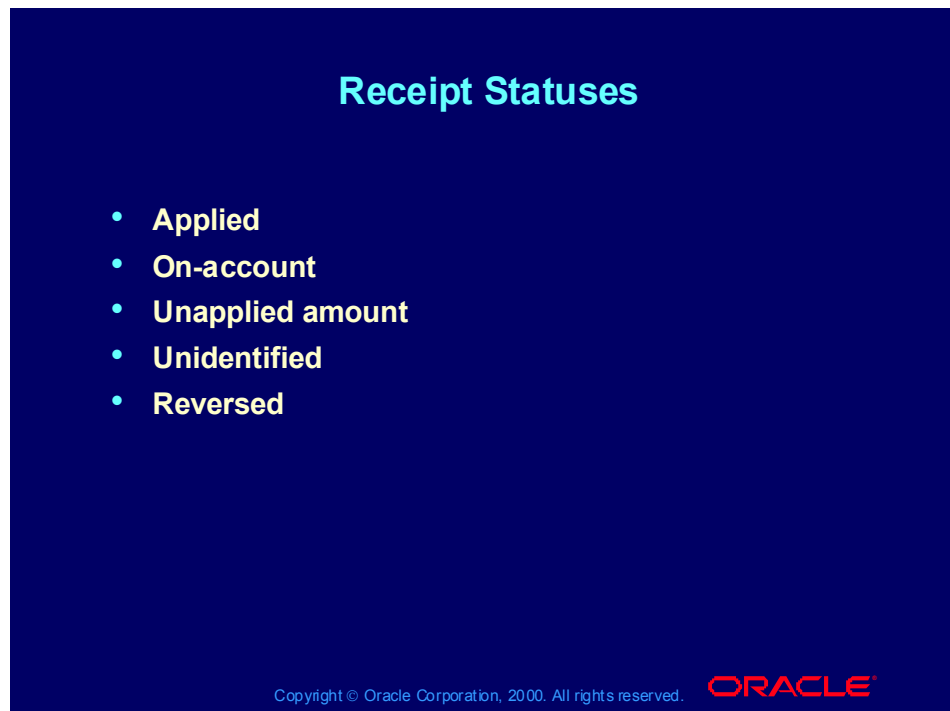 Receipt Statuses
• Applied
• On-account
• Unapplied amount
• Unidentified
• Reversed
Copyright © Oracle Corporation, 2000. All rights reserved.
ORACLE®